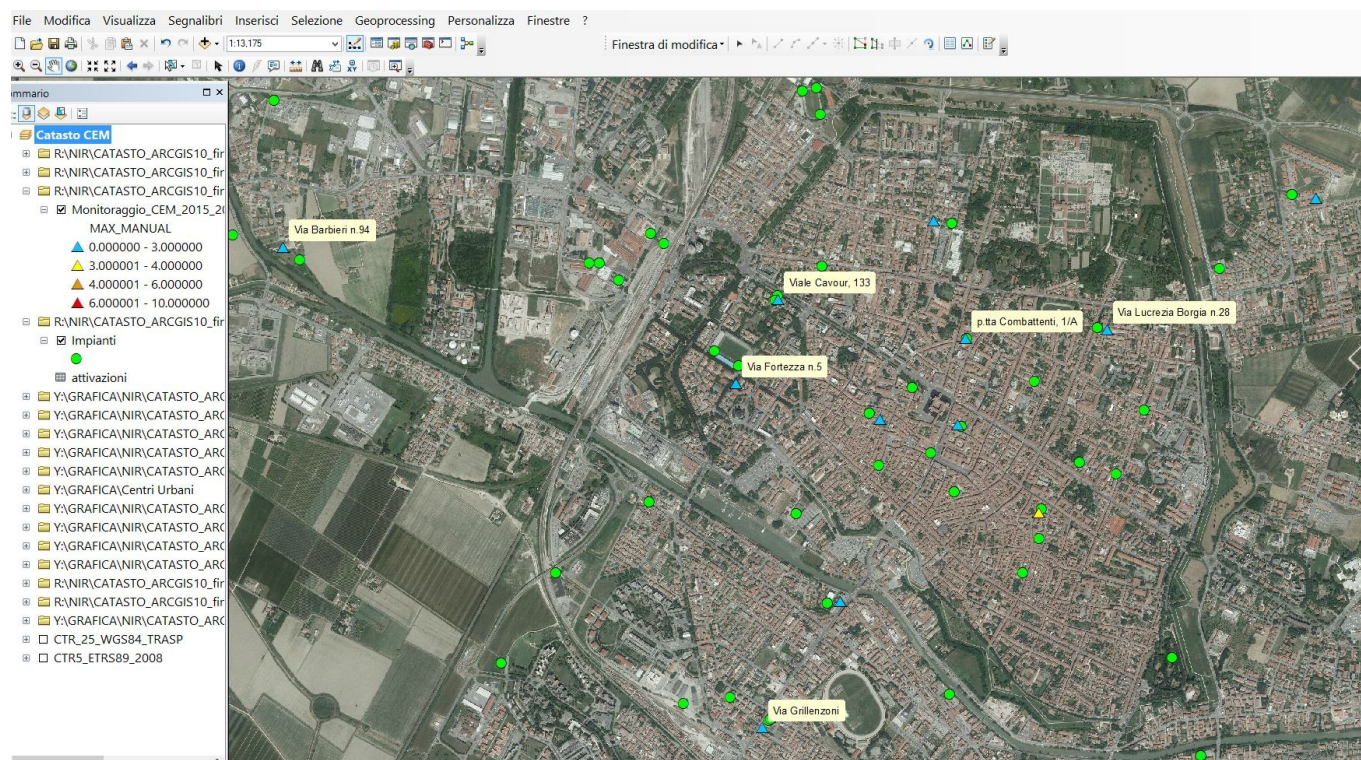 File Modifica Visualizza Segnalibri Inserisci Selezione Geoprocessing Personalizza Finestre ?
1:13,175
Finestra di modifica
mmario
Catasto CEM
R:\NIR\CATASTO_ARCGIS10_fir
R:\NIR\CATASTO_ARCGIS10_fir
R:\NIR\CATASTO_ARCGIS10_fir
Monitoraggio_CEM_2015_2(
MAX_MANUAL
0.000000 - 3.000000
3.000001 - 4.000000
4.000001 - 6.000000
6.000001 - 10.000000
R:\NIR\CATASTO_ARCGIS10_fir
Impianti
attivazioni
Y:\GRAFICA\NIR\CATASTO_ARC
Y:\GRAFICA\NIR\CATASTO_ARC
Y:\GRAFICA\NIR\CATASTO_ARC
Y:\GRAFICA\NIR\CATASTO_ARC
Y:\GRAFICA\NIR\CATASTO_ARC
Y:\GRAFICA\Centri Urbani
Y:\GRAFICA\NIR\CATASTO_ARC
Y:\GRAFICA\NIR\CATASTO_ARC
Y:\GRAFICA\NIR\CATASTO_ARC
Y:\GRAFICA\NIR\CATASTO_ARC
R:\NIR\CATASTO_ARCGIS10_fir
R:\NIR\CATASTO_ARCGIS10_fir
Y:\GRAFICA\NIR\CATASTO_ARC
CTR_25_WGS84_TRASP
CTR5_ETRS89_2008
Via Barbieri n.94
Viale Cavour, 133
p.tta Combattenti, 1/A
Via Lucrezia Borgia n.28
Via Fortezza n.5
Via Grillenzoni